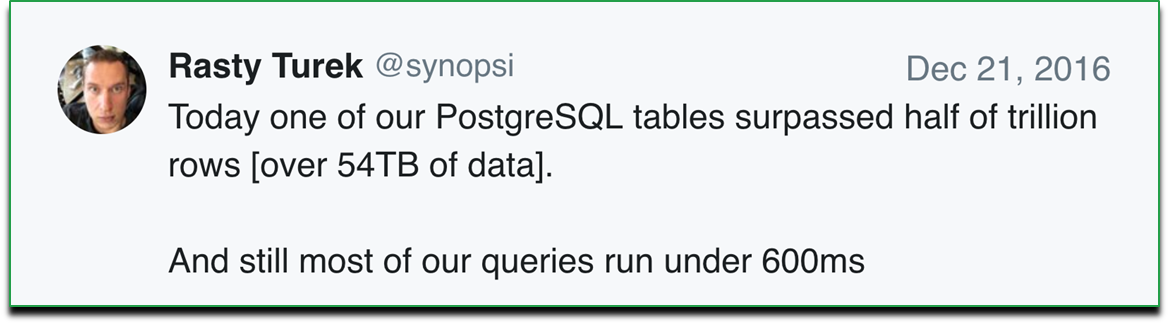 Rasty Turek @synopsi Dec 21, 2016
Today one of our PostgreSQL tables surpassed half of trillion
rows [over 54TB of data].
And still most of our queries run under 600ms